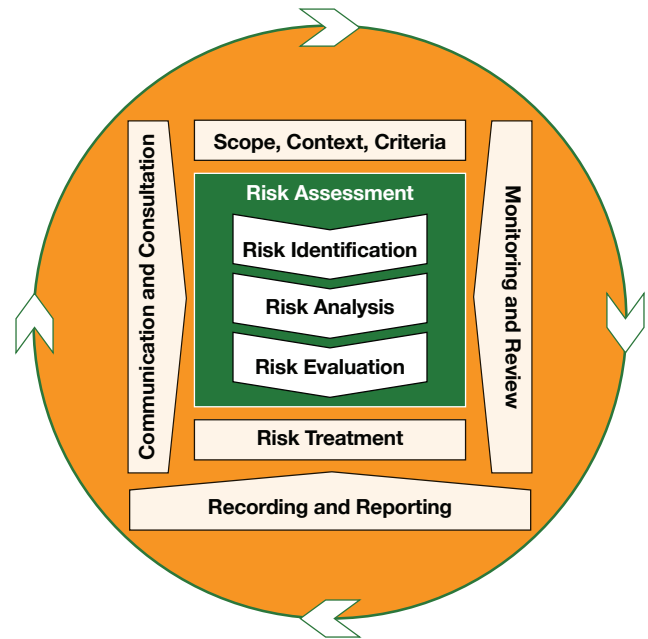 Scope, Context, Criteria
Communication and Consultation
Risk Assessment
Risk Identification
Risk Analysis
Risk Evaluation
Monitoring and Review
Risk Treatment
Recording and Reporting